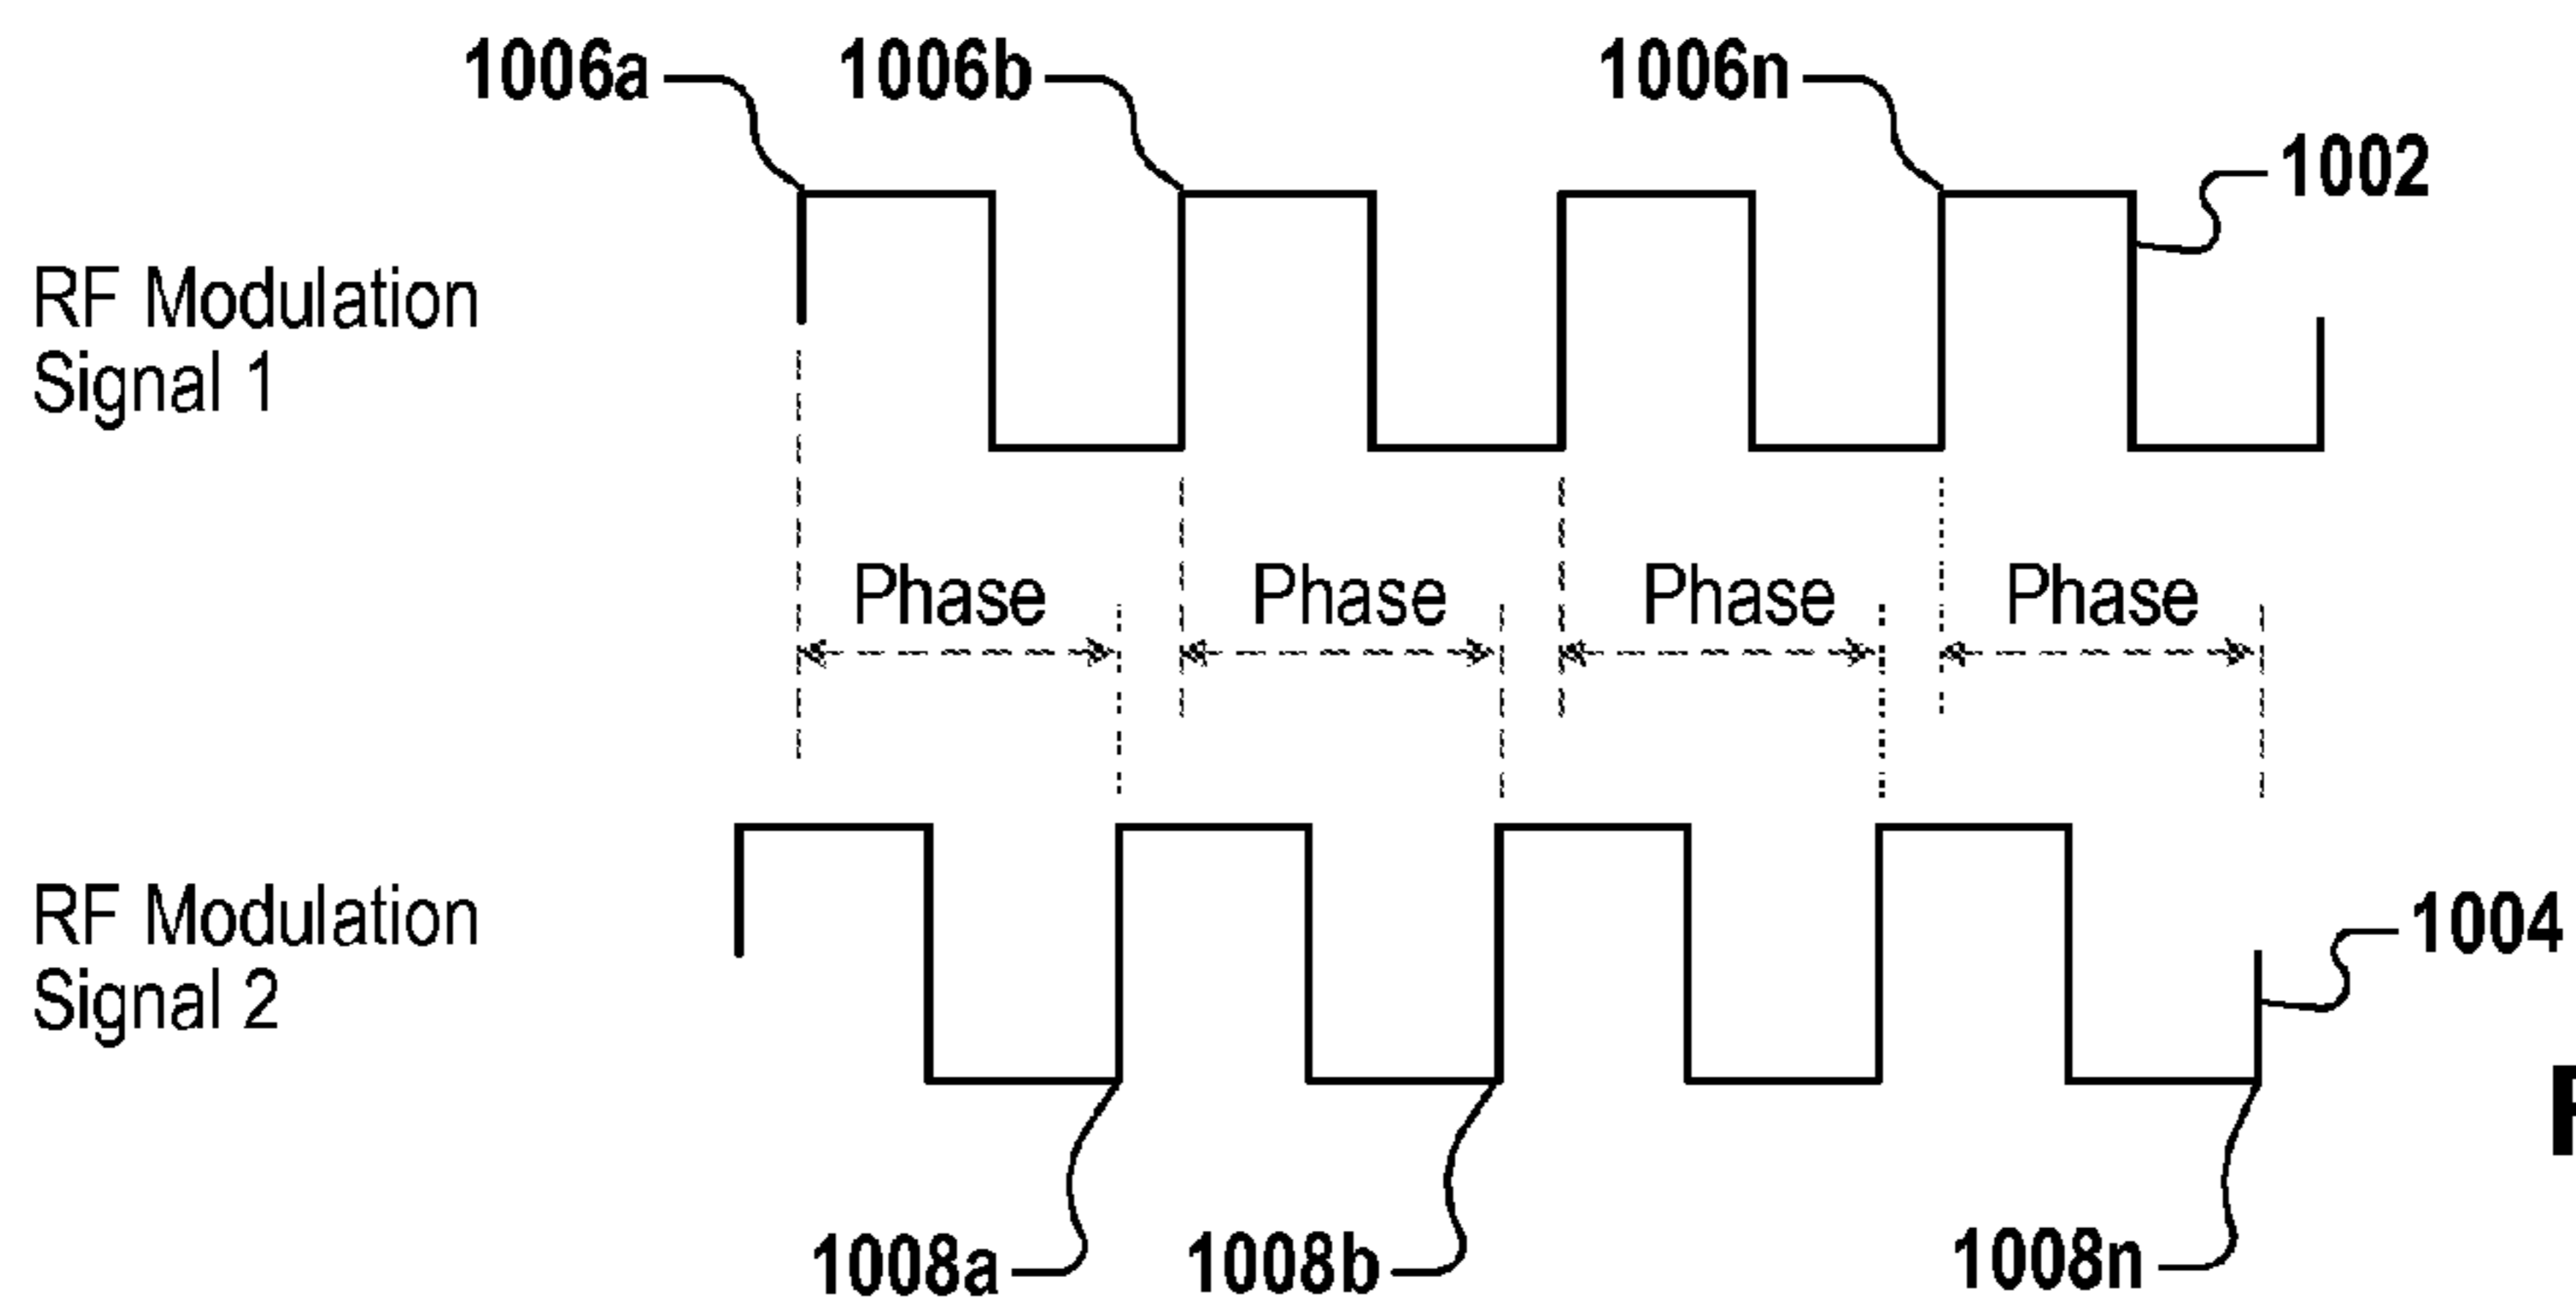 1006a
1006b
1006n
1002
RF Modulation
Signal 1
Phase
Phase
Phase
Phase
RF Modulation
Signal 2
1004
1008a
1008b
1008n